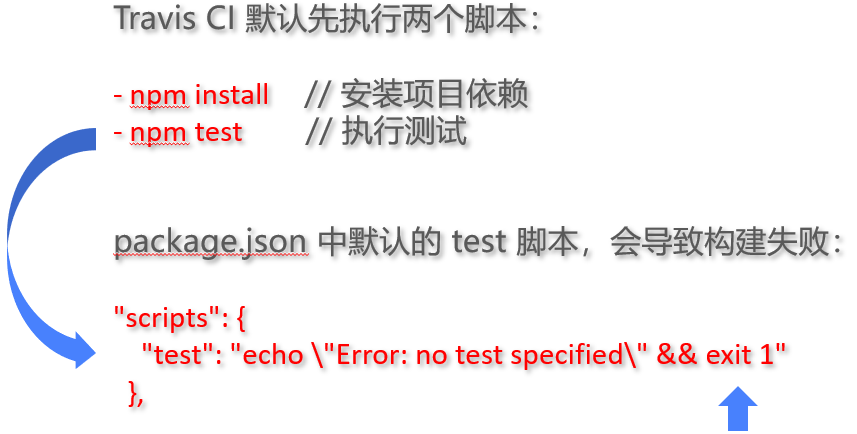 Travis CI 默认先执行两个脚本：
- npm install // 安装项目依赖
- npm test // 执行测试
package.json 中默认的 test 脚本，会导致构建失败：
"scripts": {
"test": "echo \"Error: no test specified\" && exit 1"
},